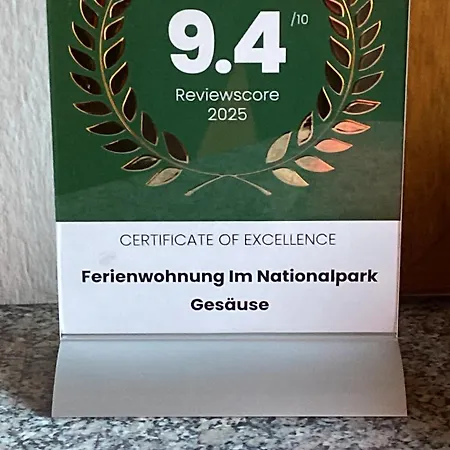 9.4 /10
Reviewscore
2025
CERTIFICATE OF EXCELLENCE
Ferienwohnung Im Nationalpark
Gesäuse